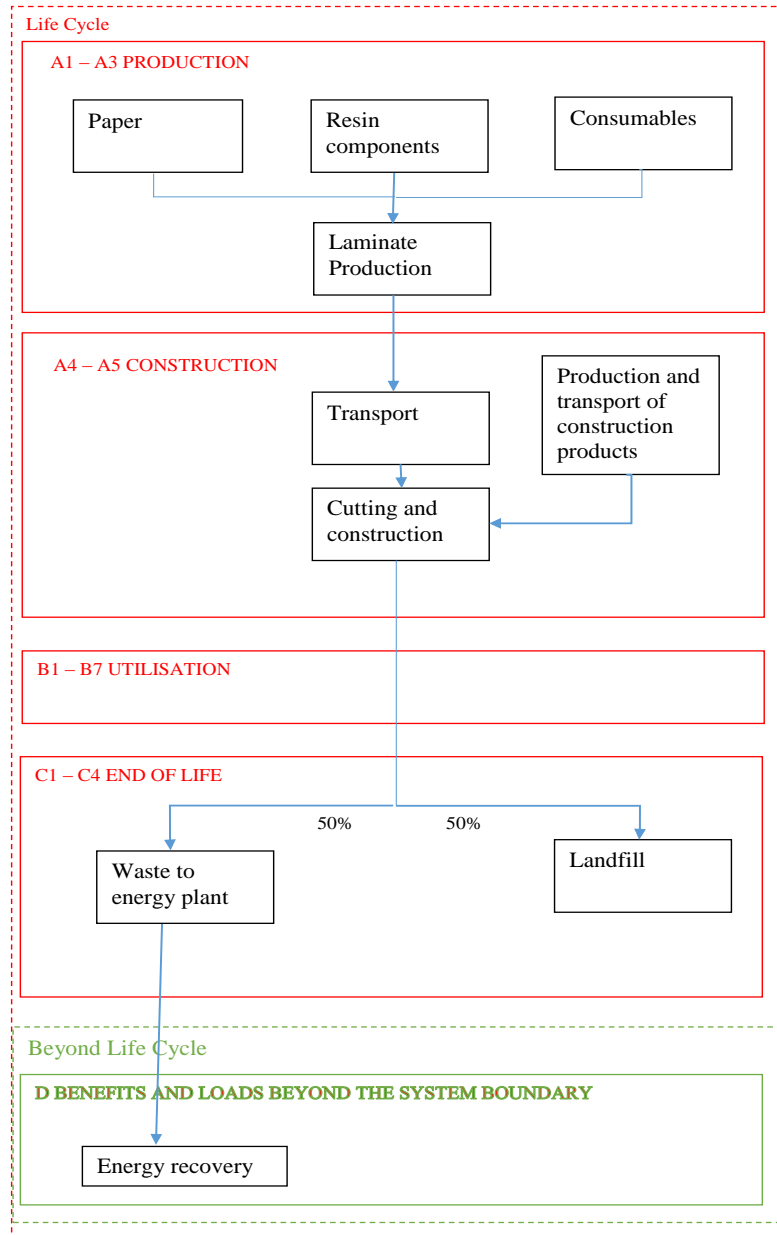 Life Cycle
A1 – A3 PRODUCTION
Paper
Resin
components
Consumables
Laminate
Production
A4 – A5 CONSTRUCTION
Production and
transport of
construction
products
Transport
Cutting and
construction
B1 – B7 UTILISATION
C1 – C4 END OF LIFE
50%
50%
Waste to
energy plant
Landfill
Beyond Life Cycle
D BENEFITS AND LOADS BEYOND THE SYSTEM BOUNDARY
Energy recovery